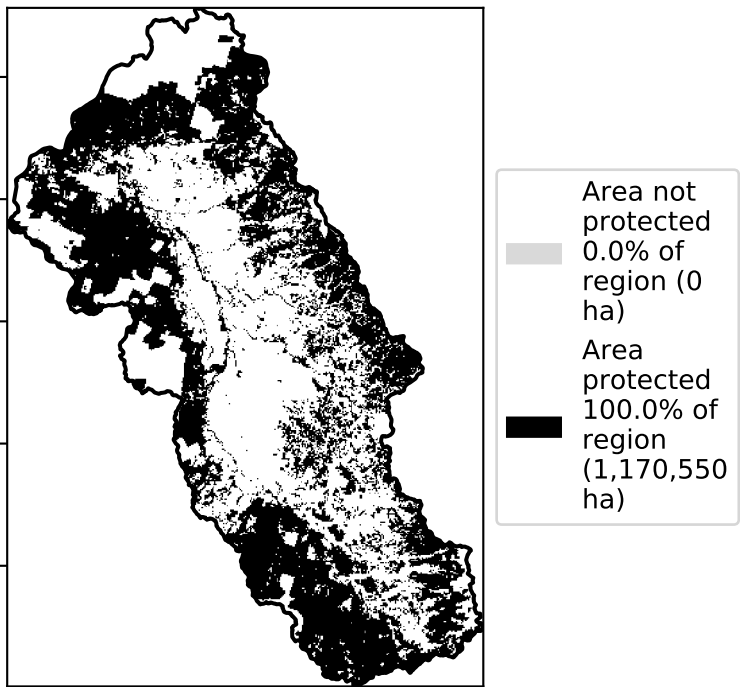 Area not
protected
0.0% of
region (0
ha)
Area
protected
100.0% of
region
(1,170,550
ha)